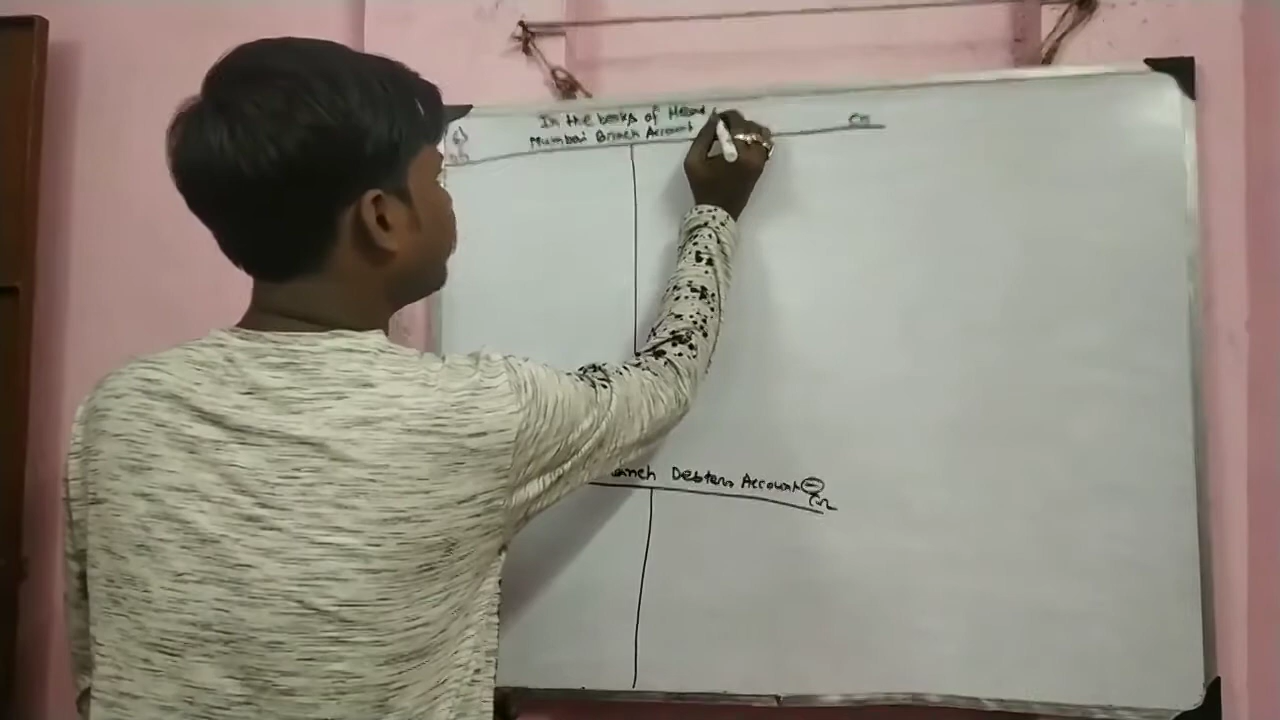 In the books of Head
Mumbai Branch Account
Cr
Debtors Account
Cr